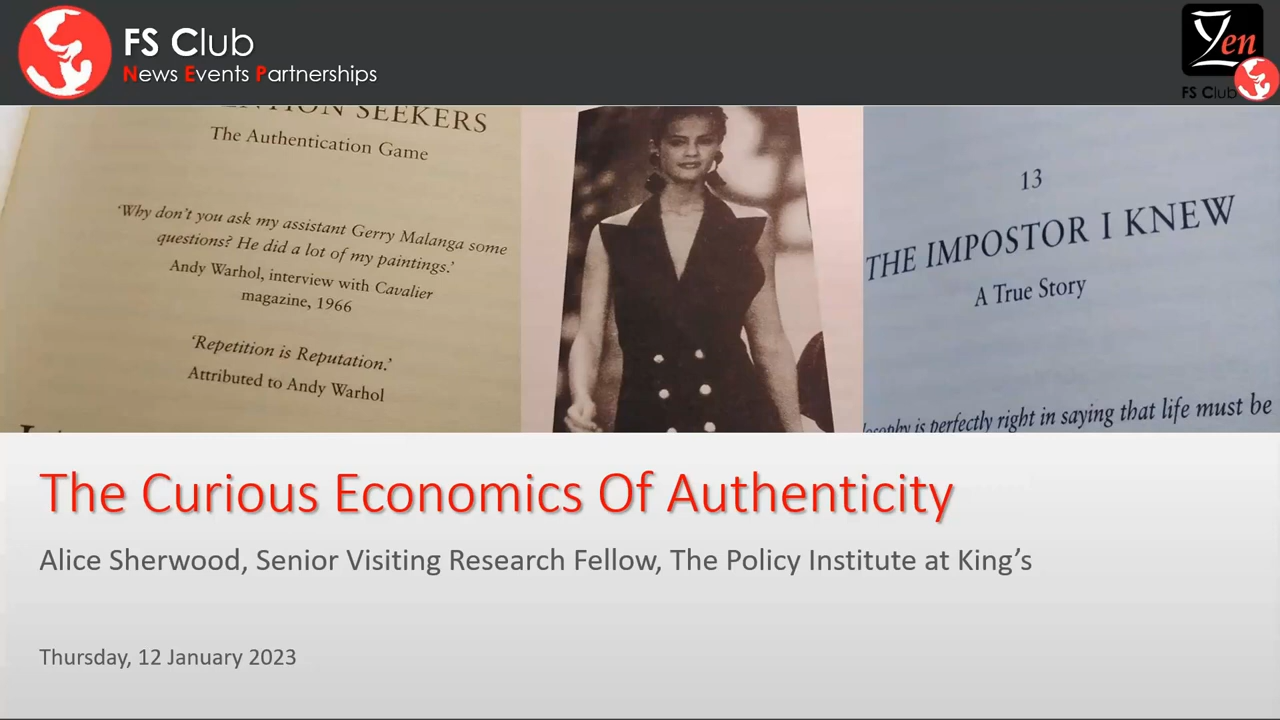 FS Club
News Events Partnerships
Zen
FS Club
SEEKERS
The Authentication Game
‘Why don’t you ask my assistant Gerry Malanga some
questions? He did a lot of my paintings.’
Andy Warhol, interview with Cavalier
magazine, 1966
‘Repetition is Reputation.’
Attributed to Andy Warhol
13
THE IMPOSTOR I KNEW
A True Story
is perfectly right in saying that life must be
The Curious Economics Of Authenticity
Alice Sherwood, Senior Visiting Research Fellow, The Policy Institute at King’s
Thursday, 12 January 2023